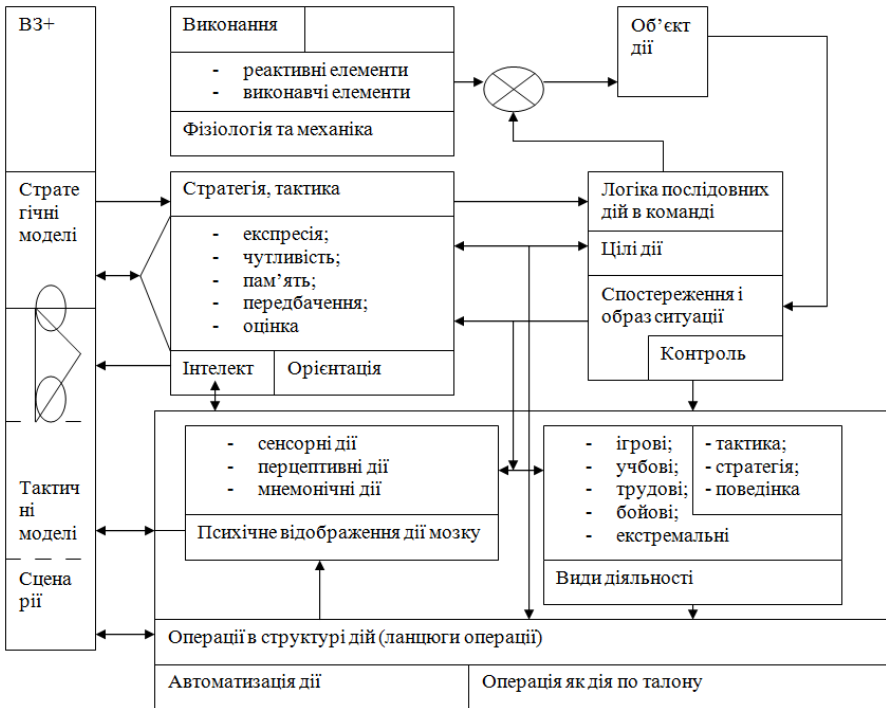 ВЗ+
Страте
гічні
моделі
Тактич
ні
моделі
Сцена
рії
Виконання
- реактивні елементи
- виконавчі елементи
Фізіологія та механіка
Об’єкт
дії
Стратегія, тактика
- експресія;
- чутливість;
- пам’ять;
- передбачення;
- оцінка
Інтелект
Орієнтація
Логіка послідовних
дій в команді
Цілі дії
Спостереження і
образ ситуації
Контроль
- сенсорні дії
- перцептивні дії
- мнемонічні дії
Психічне відображення дії мозку
- ігрові;
- учбові;
- трудові;
- бойові;
- екстремальні
- тактика;
- стратегія;
- поведінка
Види діяльності
Операції в структурі дій (ланцюги операції)
Автоматизація дії
Операція як дія по талону